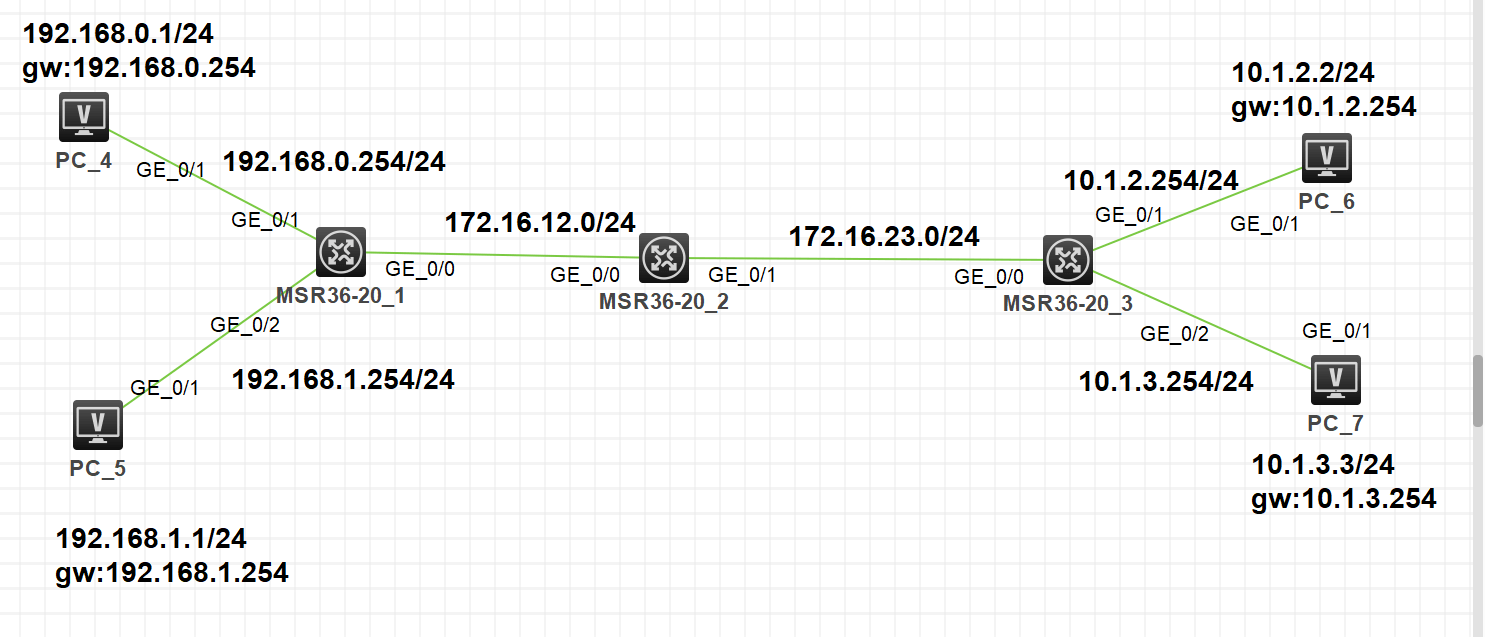 192.168.0.1/24
gw:192.168.0.254
V
PC_4
GE_0/1
192.168.0.254/24
GE_0/1
MSR36-20_1
GE_0/0
172.16.12.0/24
GE_0/0
MSR36-20_2
GE_0/1
172.16.23.0/24
GE_0/0
MSR36-20_3
10.1.2.2/24
gw:10.1.2.254
V
PC_6
10.1.2.254/24
GE_0/1
GE_0/1
GE_0/2
192.168.1.254/24
GE_0/1
V
PC_5
192.168.1.1/24
gw:192.168.1.254
GE_0/2
GE_0/1
10.1.3.254/24
V
PC_7
10.1.3.3/24
gw:10.1.3.254